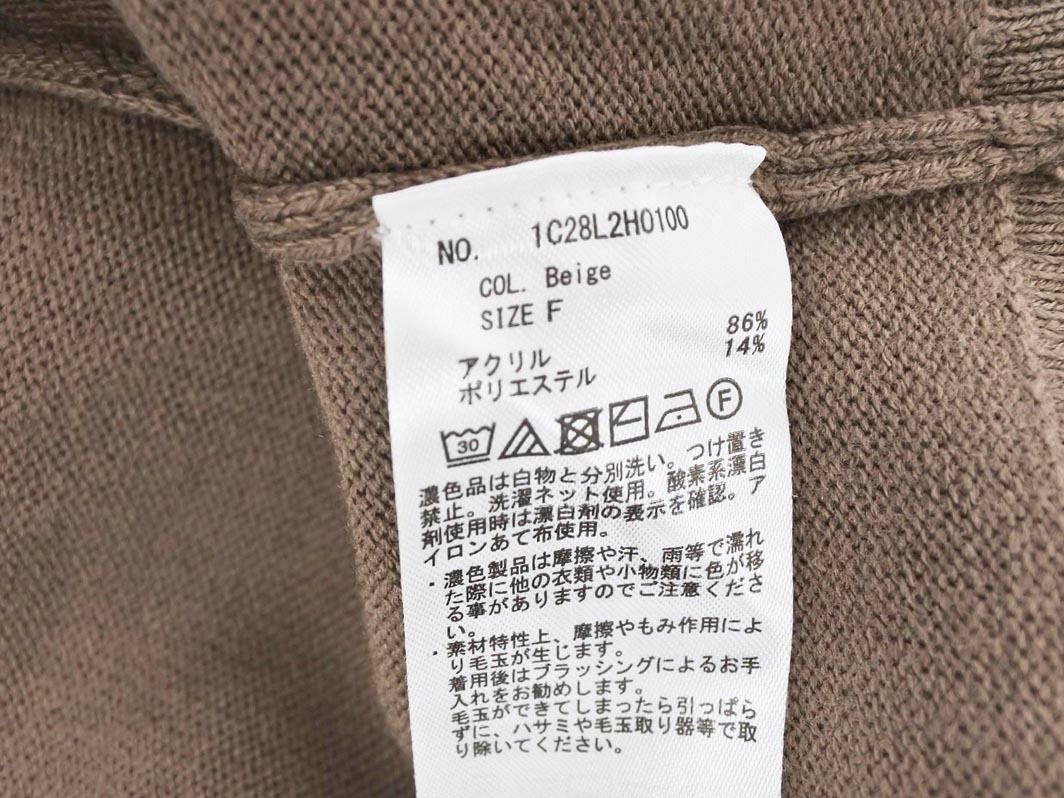 NO. 1C28L2H0100
COL. Beige
SIZE F
アクリル 86%
ポリエステル 14%
30 F
濃色品は白物と分別洗い。つけ置き
禁止。洗濯ネット使用。酸素系漂白
剤使用時は漂白剤の表示を確認。ア
イロンあて布使用。
・濃色製品は摩擦や汗、雨等で濡れ
た際に他の衣類や小物類に色が移
る事がありますのでご注意くださ
い。
・素材特性上、摩擦やもみ作用によ
り毛玉が生じます。
着用後はブラッシングによるお手
入れをお勧めします。
毛玉ができてしまったら引っぱら
ずに、ハサミや毛玉取り器等で取
り除いてください。